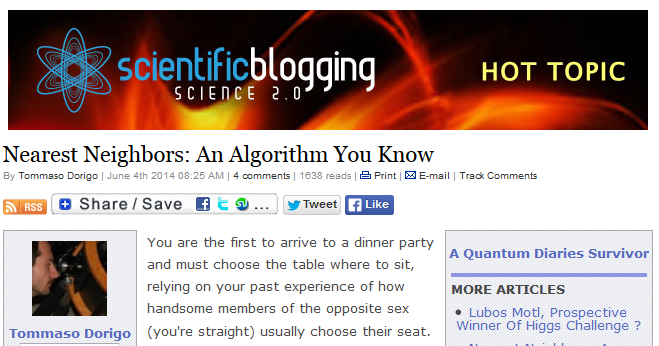 scientificblogging
SCIENCE 2.0
HOT TOPIC
Nearest Neighbors: An Algorithm You Know
By Tommaso Dorigo | June 4th 2014 08:25 AM | 4 comments | 1638 reads | Print | E-mail | Track Comments
RSS
Share / Save ...
Tweet
Like
Tommaso Dorigo
You are the first to arrive to a dinner party
and must choose the table where to sit,
relying on your past experience of how
handsome members of the opposite sex
(you're straight) usually choose their seat.
A Quantum Diaries Survivor
MORE ARTICLES
Lubos Motl, Prospective
Winner Of Higgs Challenge ?